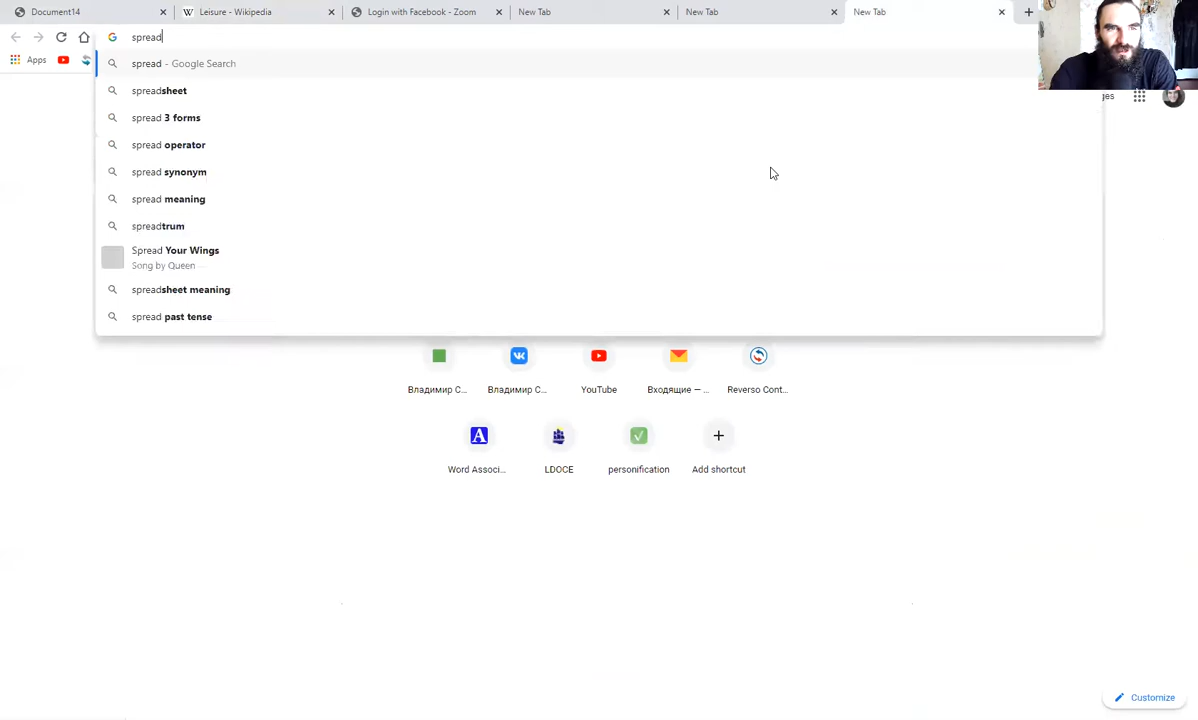 Document14
Leisure - Wikipedia
Login with Facebook - Zoom
New Tab
New Tab
New Tab
spread
Apps
spread - Google Search
spreadsheet
spread 3 forms
spread operator
spread synonym
spread meaning
spreadtrum
Spread Your Wings
Song by Queen
spreadsheet meaning
spread past tense
Владимир С...
Владимир С...
YouTube
Входящие — ...
Reverso Cont...
Word Associ...
LDOCE
personification
Add shortcut
Customize